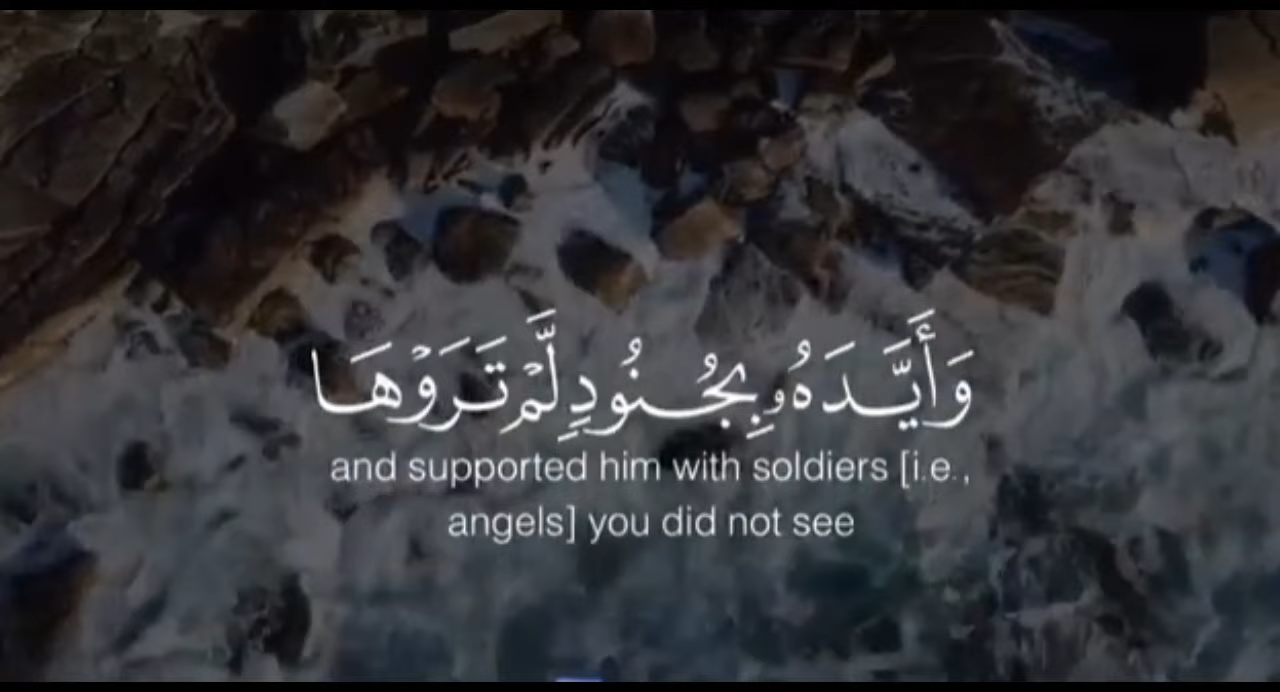 وَأَيَّدَهُۥ بِجُنُودٍ لَّمْ تَرَوْهَا
and supported him with soldiers [i.e.,
angels] you did not see